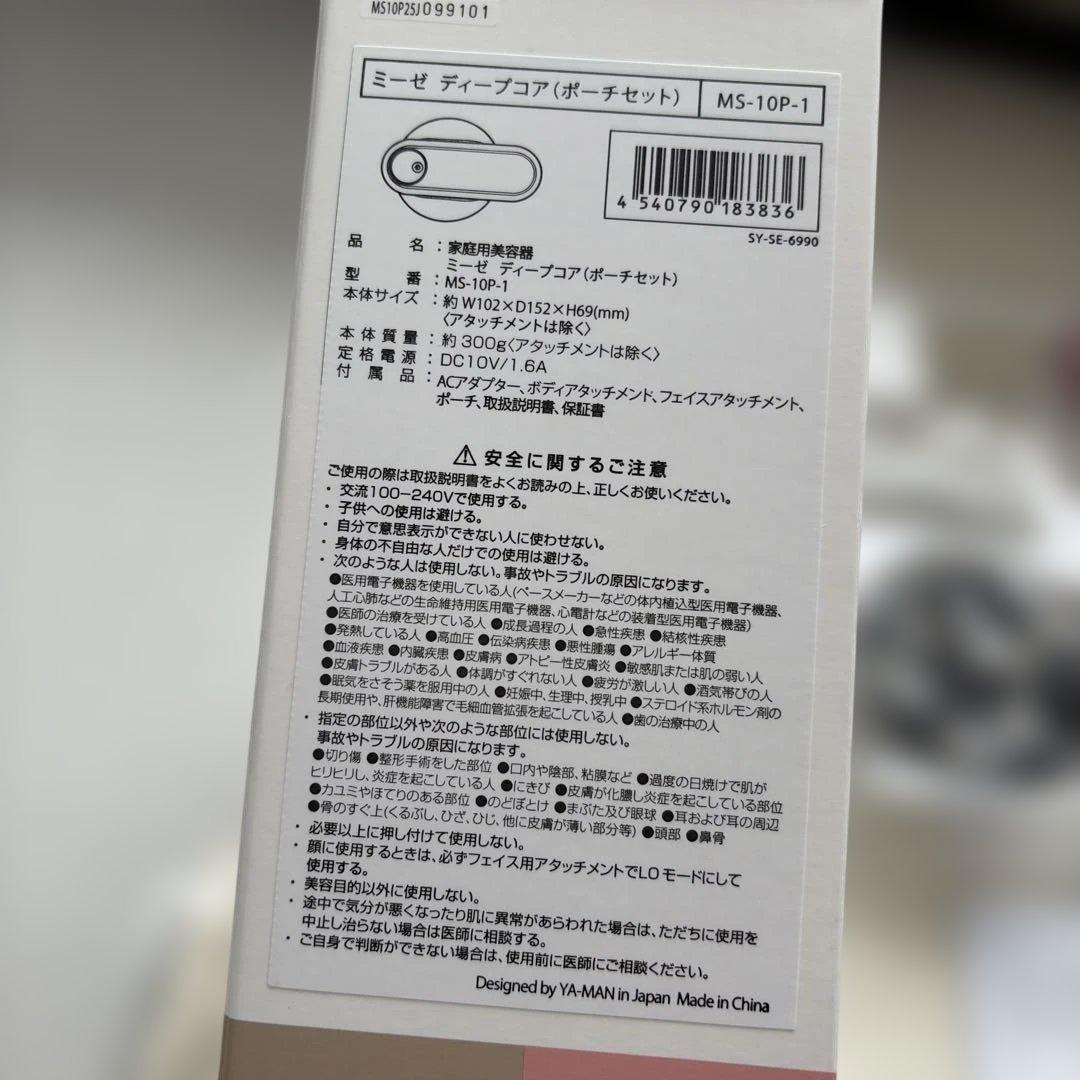 MS10P25J099101
ミーゼ ディープコア(ポーチセット) MS-10P-1
4 540790 183836
SY-SE-6990
品名:家庭用美容器
ミーゼ ディープコア(ポーチセット)
型番:MS-10P-1
本体サイズ:約 W102×D152×H69(mm)
〈アタッチメントは除く〉
本体質量:約 300g〈アタッチメントは除く〉
定格電源:DC10V/1.6A
付属品:ACアダプター、ボディアタッチメント、フェイスアタッチメント、
ポーチ、取扱説明書、保証書
⚠ 安全に関するご注意
ご使用の際は取扱説明書をよくお読みの上、正しくお使いください。
・交流100−240Vで使用する。
・子供への使用は避ける。
・自分で意思表示ができない人に使わせない。
・身体の不自由な人だけでの使用は避ける。
・次のような人は使用しない。事故やトラブルの原因になります。
●医用電子機器を使用している人(ペースメーカーなどの体内植込型医用電子機器、
人工心肺などの生命維持用医用電子機器、心電計などの装着型医用電子機器)
●医師の治療を受けている人 ●成長過程の人 ●急性疾患 ●結核性疾患
●発熱している人 ●高血圧 ●伝染病疾患 ●悪性腫瘍 ●アレルギー体質
●血液疾患 ●内臓疾患 ●皮膚病 ●アトピー性皮膚炎 ●敏感肌または肌の弱い人
●皮膚トラブルがある人 ●体調がすぐれない人 ●疲労が激しい人 ●酒気帯びの人
●眠気をさそう薬を服用中の人 ●妊娠中、生理中、授乳中 ●ステロイド系ホルモン剤の
長期使用や、肝機能障害で毛細血管拡張を起こしている人 ●歯の治療中の人
・指定の部位以外や次のような部位には使用しない。
事故やトラブルの原因になります。
●切り傷 ●整形手術をした部位 ●口内や陰部、粘膜など ●過度の日焼けで肌が
ヒリヒリし、炎症を起こしている人 ●にきび ●皮膚が化膿し炎症を起こしている部位
●カユミやほてりのある部位 ●のどぼとけ ●まぶた及び眼球 ●耳および耳の周辺
●骨のすぐ上(くるぶし、ひざ、ひじ、他に皮膚が薄い部分等) ●頭部 ●鼻骨
・必要以上に押し付けて使用しない。
・顔に使用するときは、必ずフェイス用アタッチメントでLOモードにして
使用する。
・美容目的以外に使用しない。
・途中で気分が悪くなったり肌に異常があらわれた場合は、ただちに使用を
中止し治らない場合は医師に相談する。
・ご自身で判断ができない場合は、使用前に医師にご相談ください。
Designed by YA-MAN in Japan Made in China